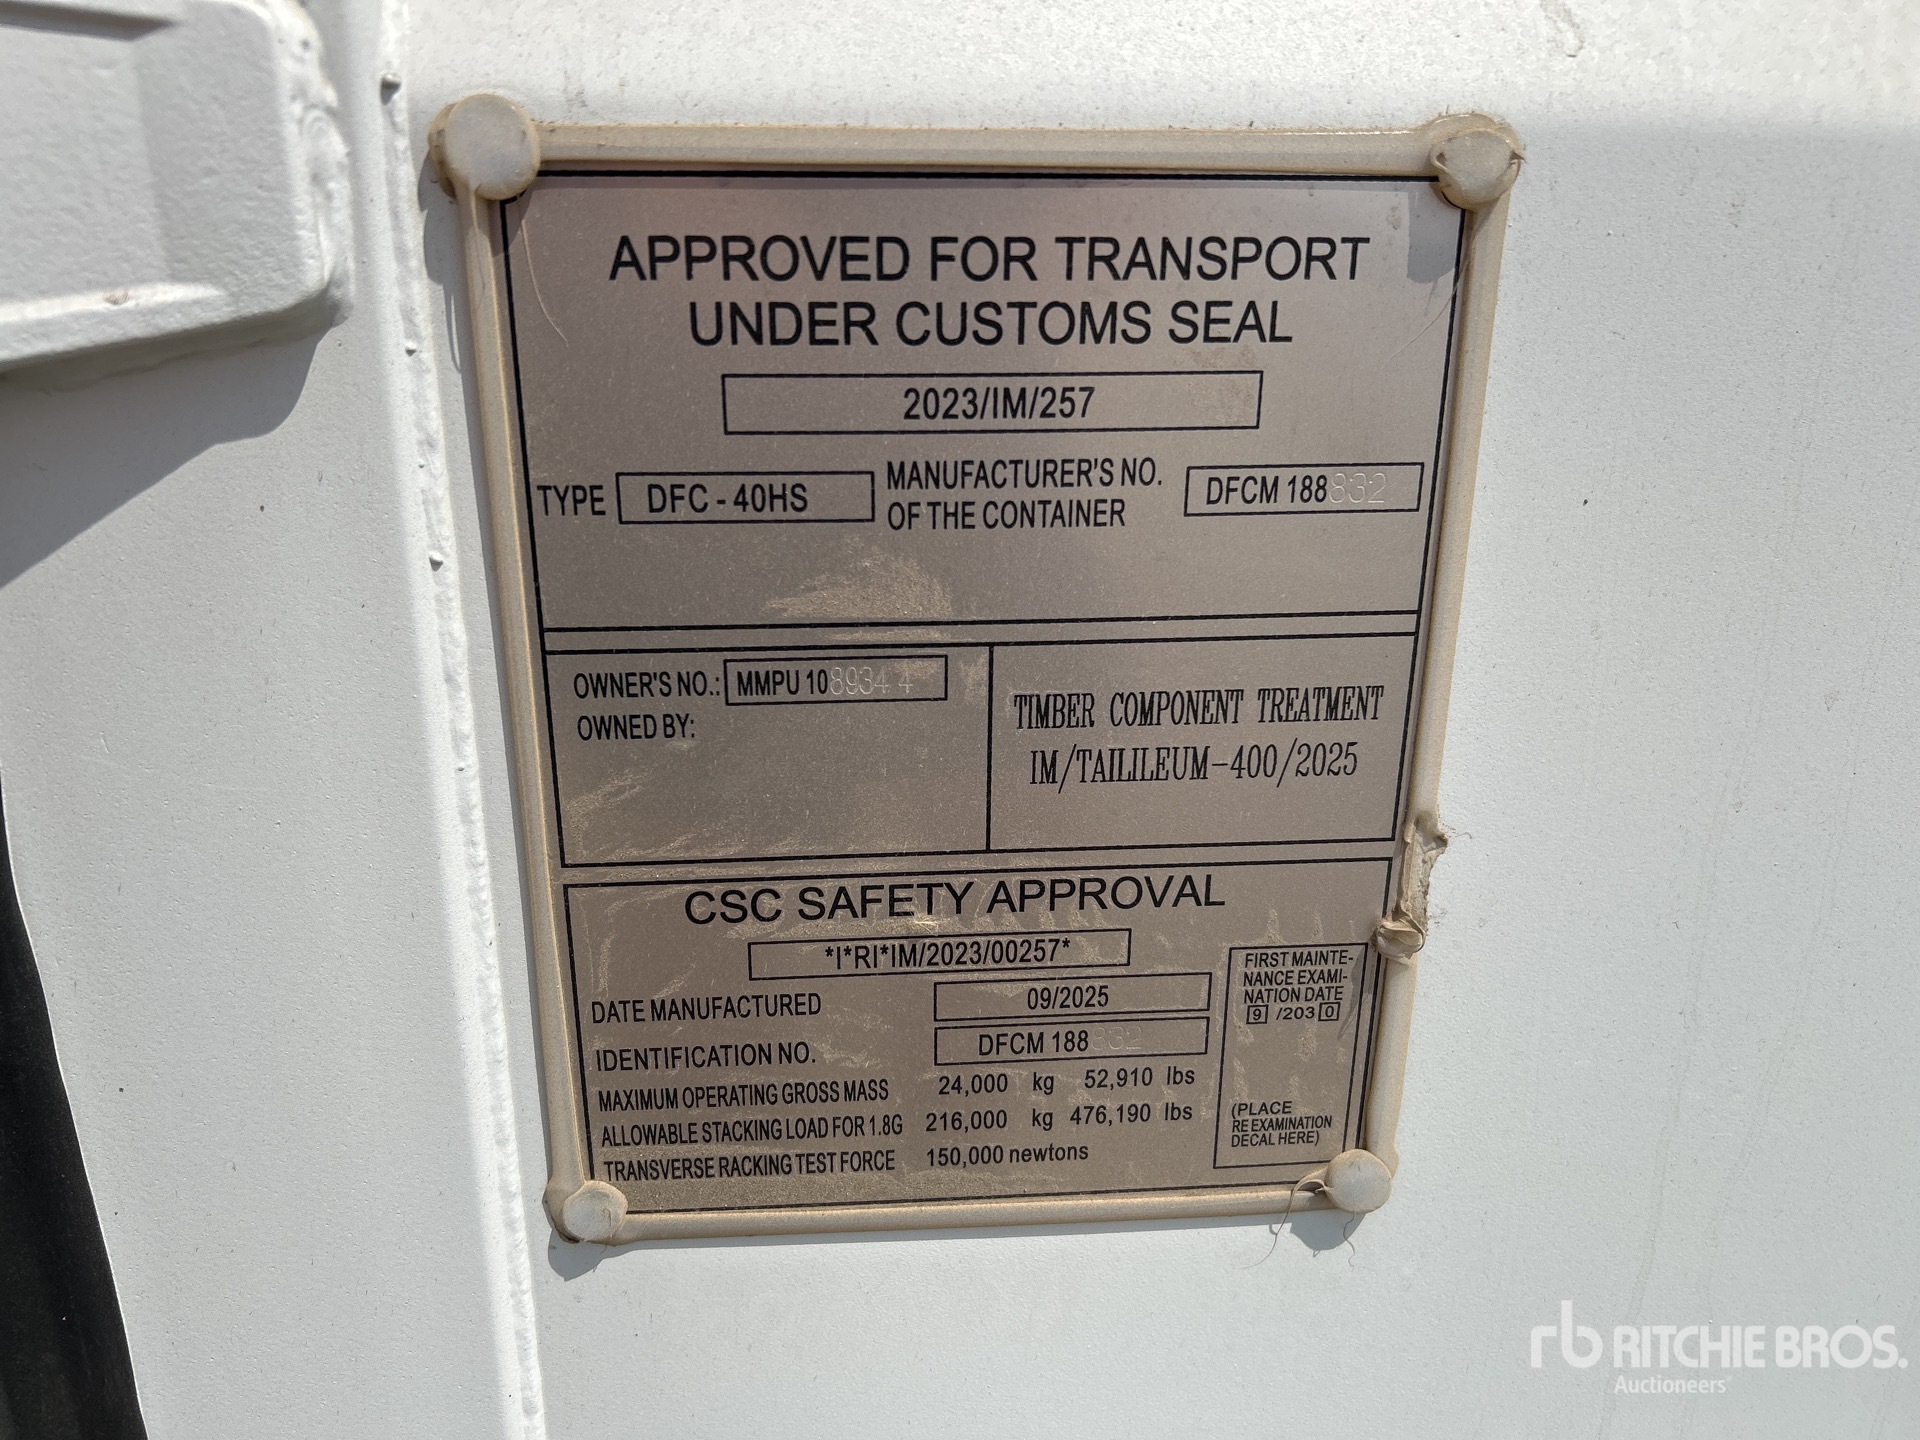 APPROVED FOR TRANSPORT
UNDER CUSTOMS SEAL
2023/IM/257
TYPE DFC - 40HS MANUFACTURER'S NO. OF THE CONTAINER DFCM 188832
OWNER'S NO.: MMPU 108934 4
OWNED BY:
TIMBER COMPONENT TREATMENT
IM/TAILILEUM-400/2025
CSC SAFETY APPROVAL
*I*RI*IM/2023/00257*
DATE MANUFACTURED 09/2025
IDENTIFICATION NO. DFCM 188832
MAXIMUM OPERATING GROSS MASS 24,000 kg 52,910 lbs
ALLOWABLE STACKING LOAD FOR 1.8G 216,000 kg 476,190 lbs
TRANSVERSE RACKING TEST FORCE 150,000 newtons
FIRST MAINTE-
NANCE EXAMI-
NATION DATE
9 /203 0
(PLACE
RE EXAMINATION
DECAL HERE)
rb RITCHIE BROS.
Auctioneers